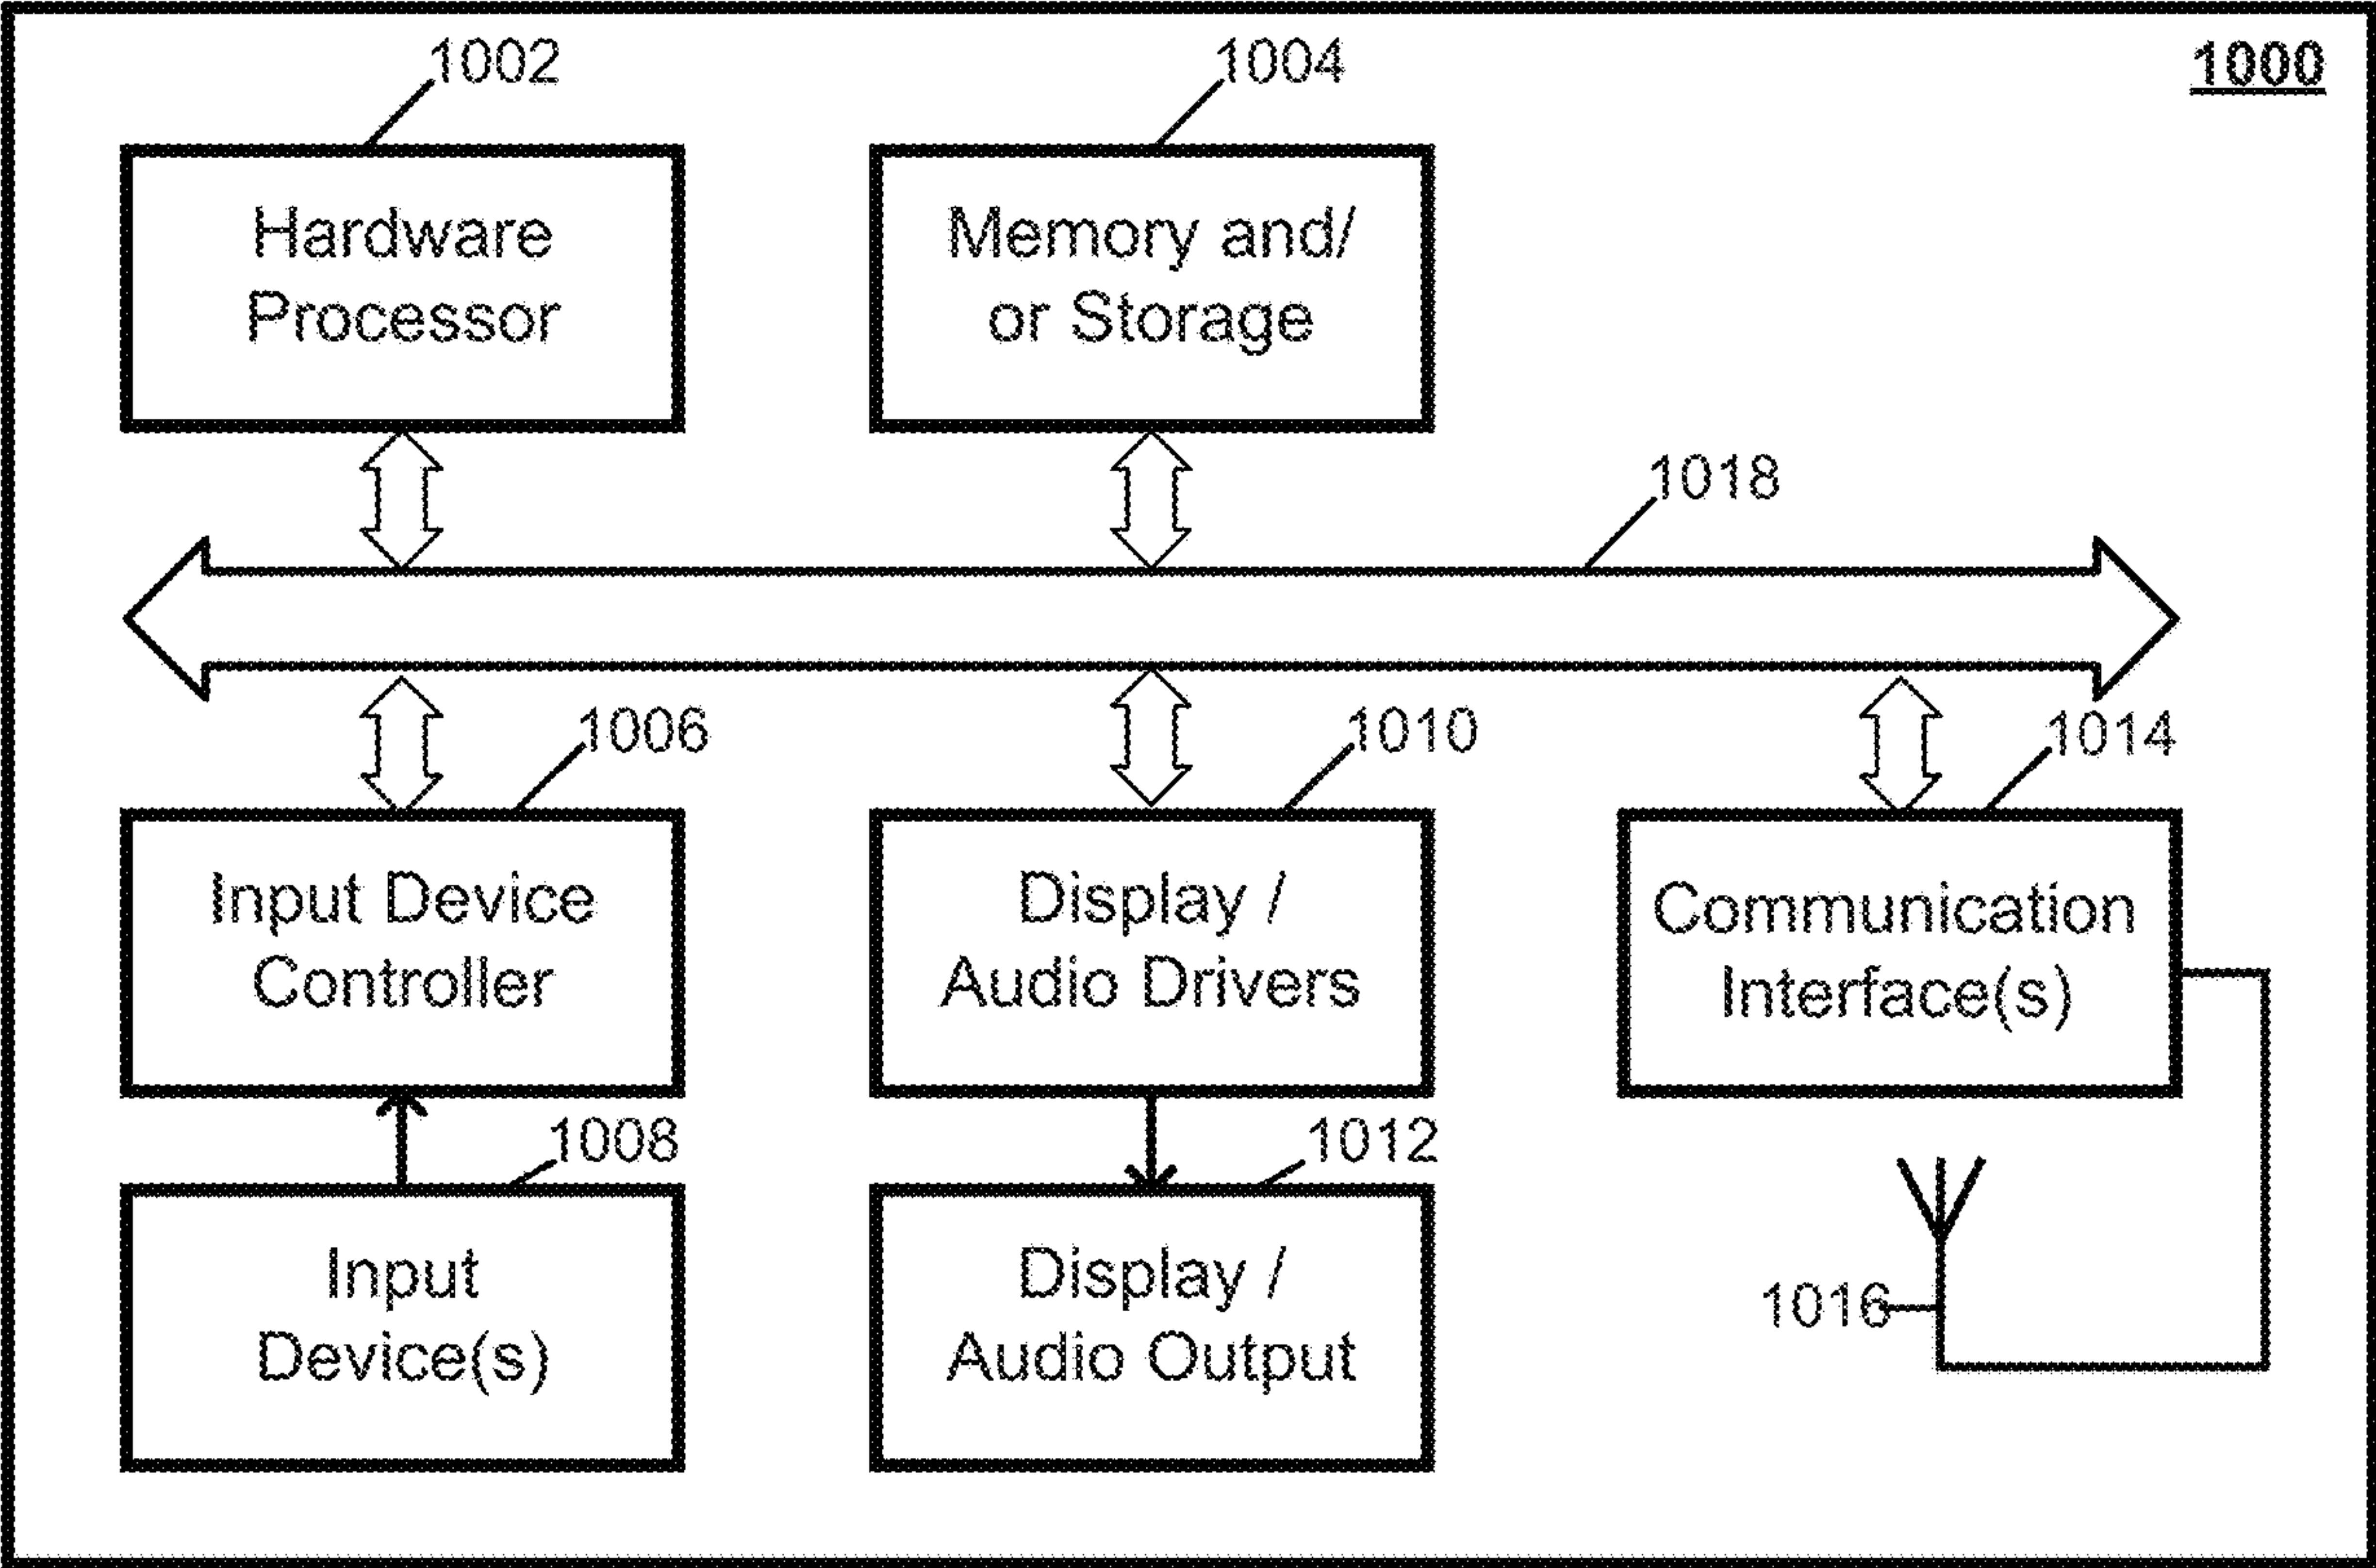 1002
1004
1000
Hardware
Processor
Memory and/
or Storage
1018
1006
1010
1014
Input Device
Controller
Display /
Audio Drivers
Communication
Interface(s)
1008
1012
Input
Device(s)
Display /
Audio Output
1016